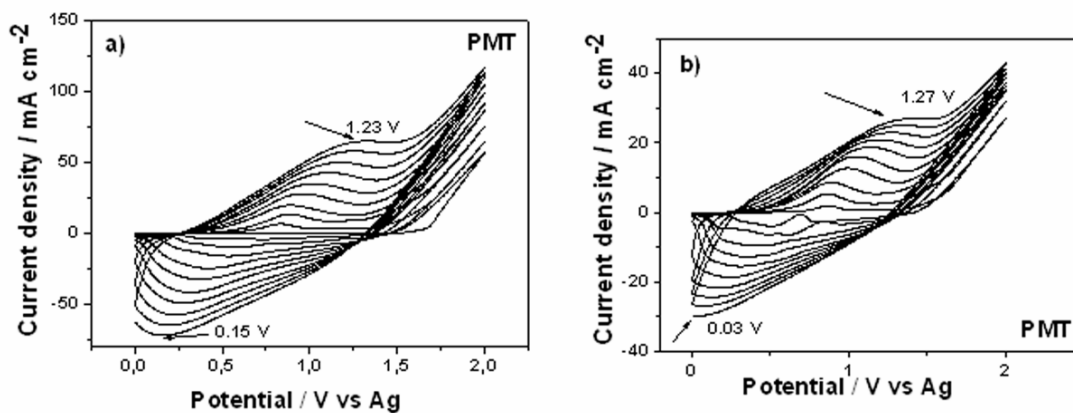 a)
PMT
150
100
50
0
-50
Current density / mA cm-2
1.23 V
0.15 V
0,0 0,5 1,0 1,5 2,0
Potential / V vs Ag
b)
40
20
0
-20
-40
Current density / mA cm-2
1.27 V
0.03 V
PMT
0 1 2
Potential / V vs Ag